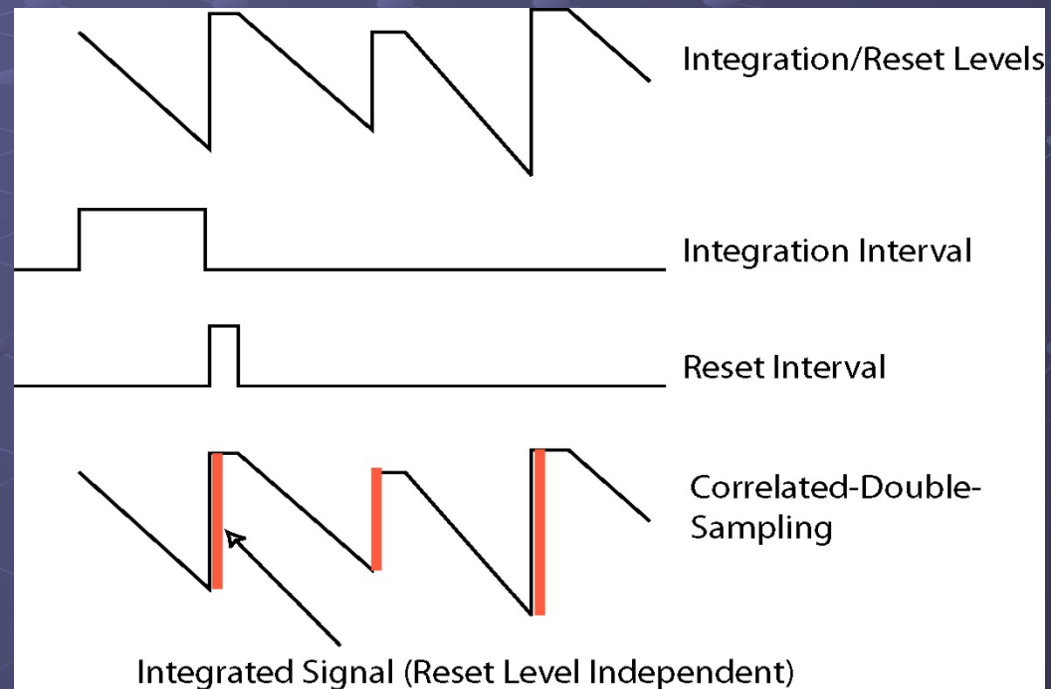 Integration/Reset Levels
Integration Interval
Reset Interval
Correlated-Double-
Sampling
Integrated Signal (Reset Level Independent)